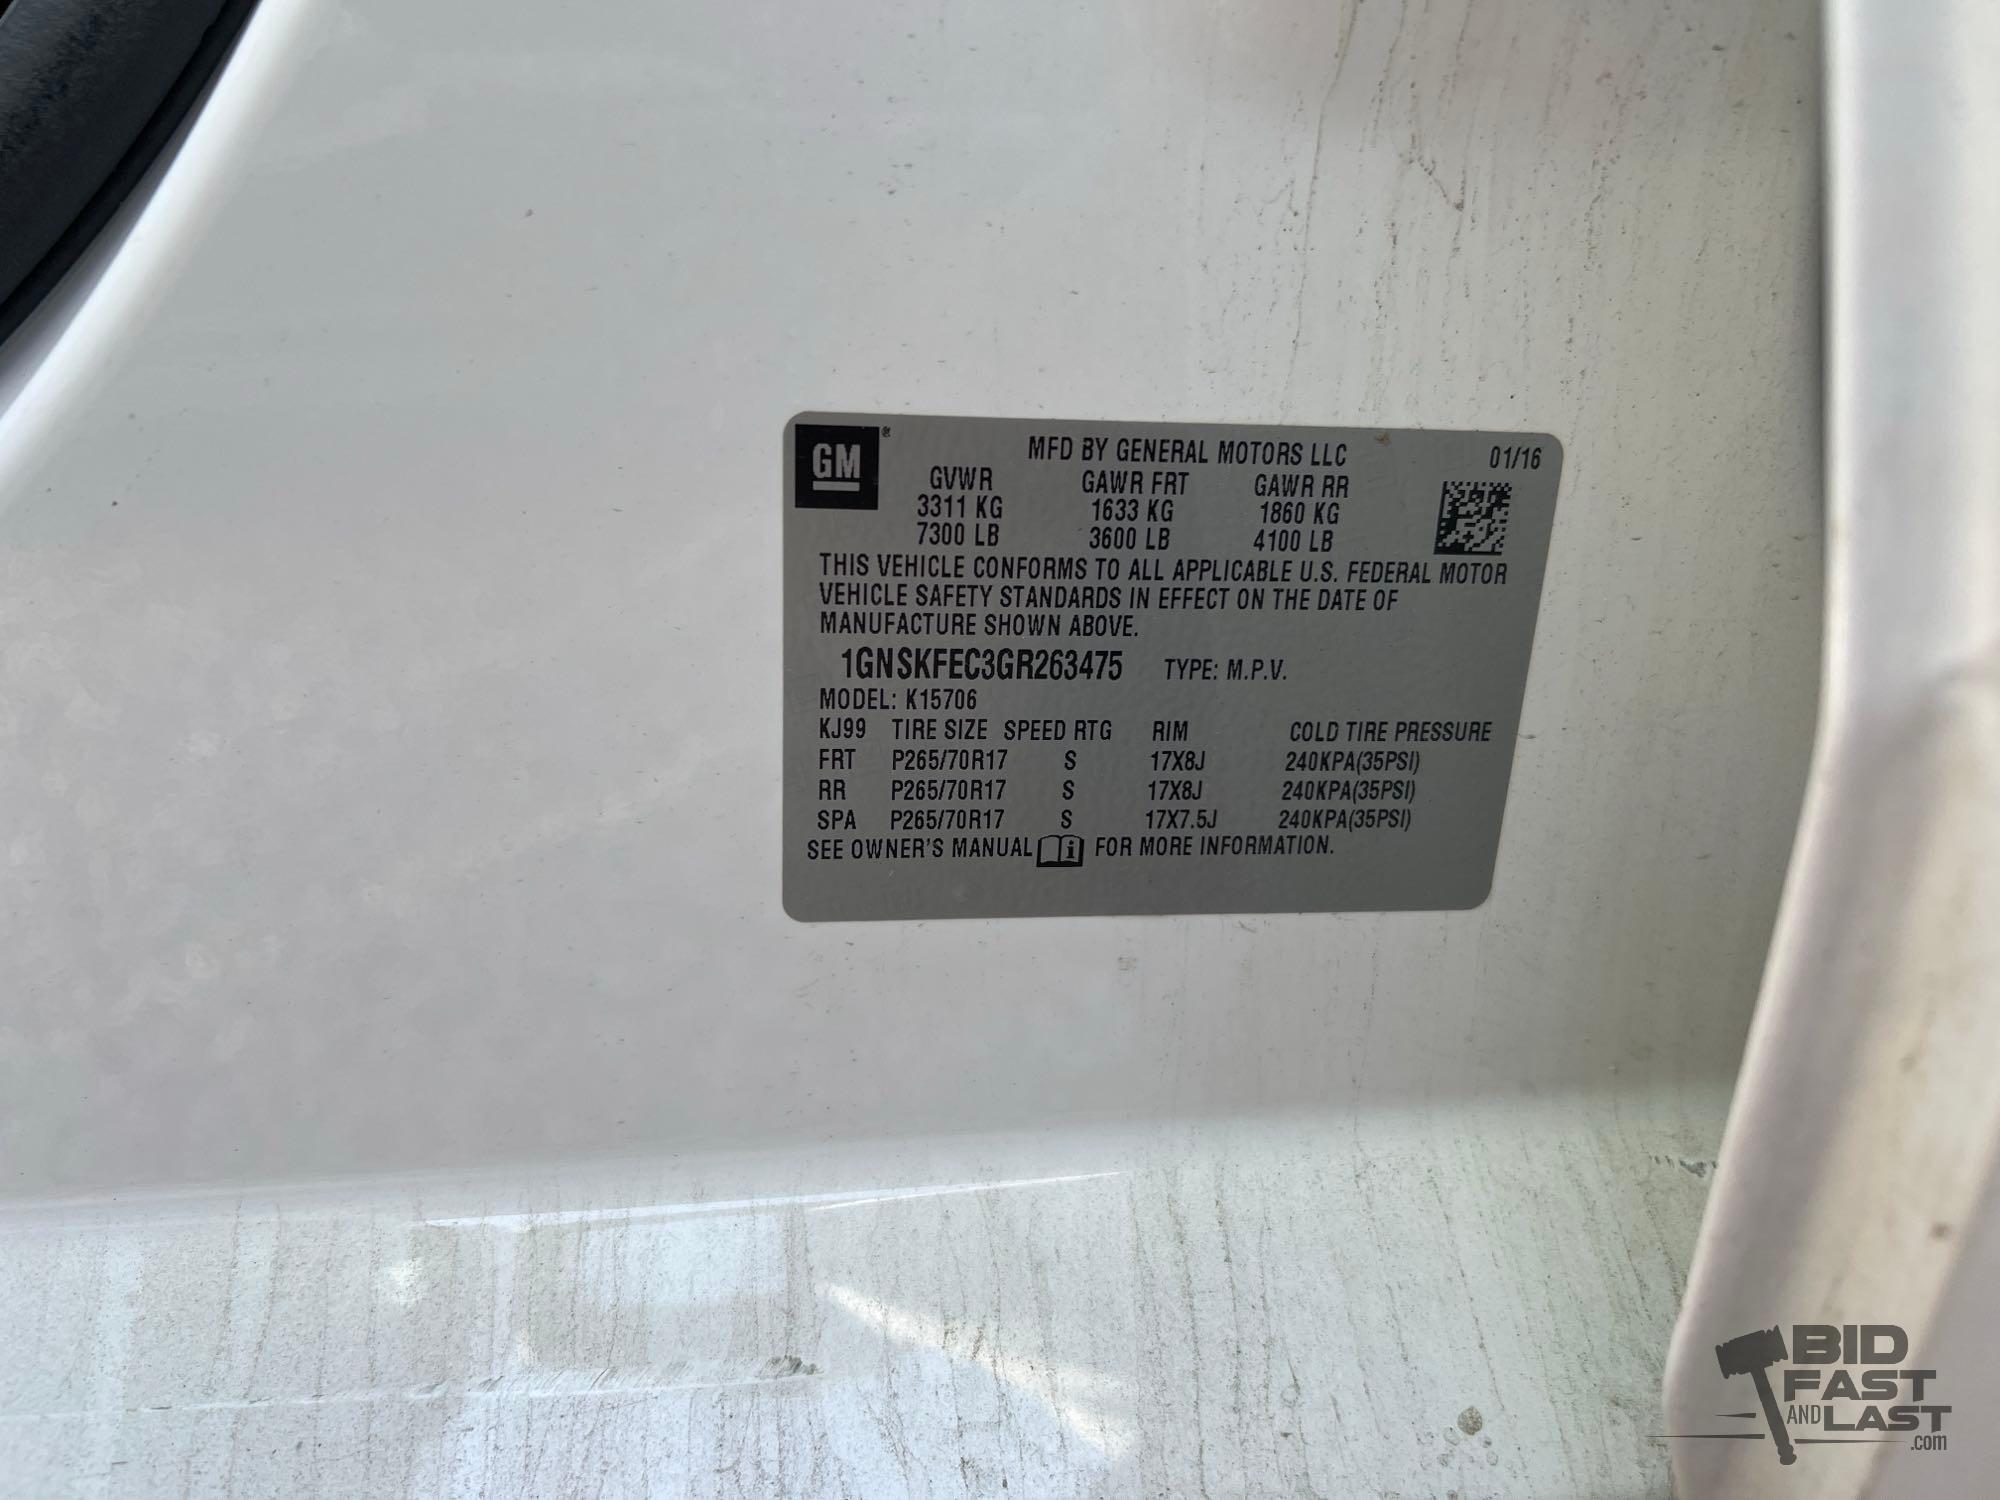 GM ®
MFD BY GENERAL MOTORS LLC 01/16
GVWR GAWR FRT GAWR RR
3311 KG 1633 KG 1860 KG
7300 LB 3600 LB 4100 LB
THIS VEHICLE CONFORMS TO ALL APPLICABLE U.S. FEDERAL MOTOR
VEHICLE SAFETY STANDARDS IN EFFECT ON THE DATE OF
MANUFACTURE SHOWN ABOVE.
1GNSKFEC3GR263475 TYPE: M.P.V.
MODEL: K15706
KJ99 TIRE SIZE SPEED RTG RIM COLD TIRE PRESSURE
FRT P265/70R17 S 17X8J 240KPA(35PSI)
RR P265/70R17 S 17X8J 240KPA(35PSI)
SPA P265/70R17 S 17X7.5J 240KPA(35PSI)
SEE OWNER'S MANUAL i FOR MORE INFORMATION.
BID
FAST
AND LAST
.com